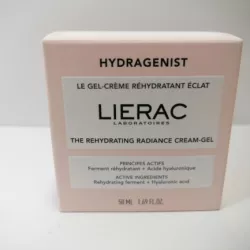 HYDRAGENIST
LE GEL-CRÈME RÉHYDRATANT ÉCLAT
LIERAC
LABORATOIRES
THE REHYDRATING RADIANCE CREAM-GEL
PRINCIPES ACTIFS
Ferment réhydratant + Acide hyaluronique
ACTIVE INGREDIENTS
Rehydrating ferment + Hyaluronic acid
50 ML 1.69 FL.OZ.